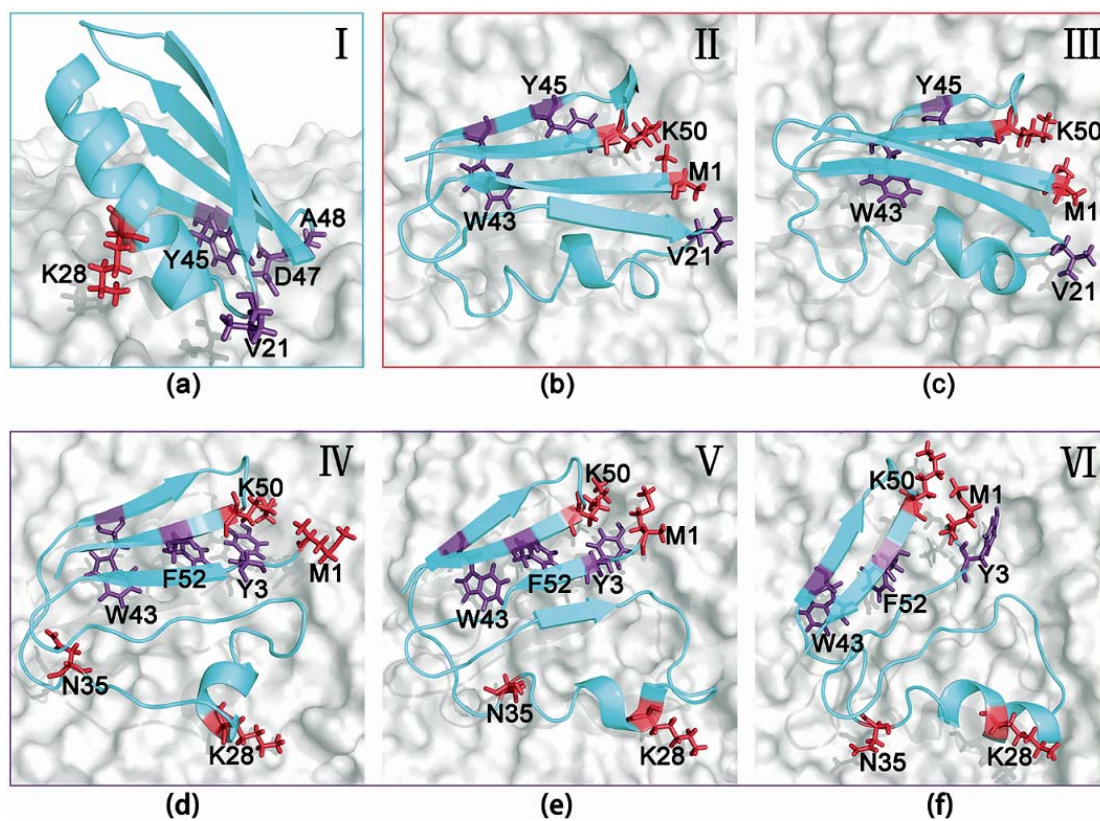 I
K28
Y45
D47
A48
V21
(a)
II
Y45
K50
M1
W43
V21
(b)
III
Y45
K50
M1
W43
V21
(c)
IV
K50
M1
W43
F52
Y3
N35
K28
(d)
V
K50
M1
W43
F52
Y3
N35
K28
(e)
VI
K50
M1
Y3
F52
W43
N35
K28
(f)